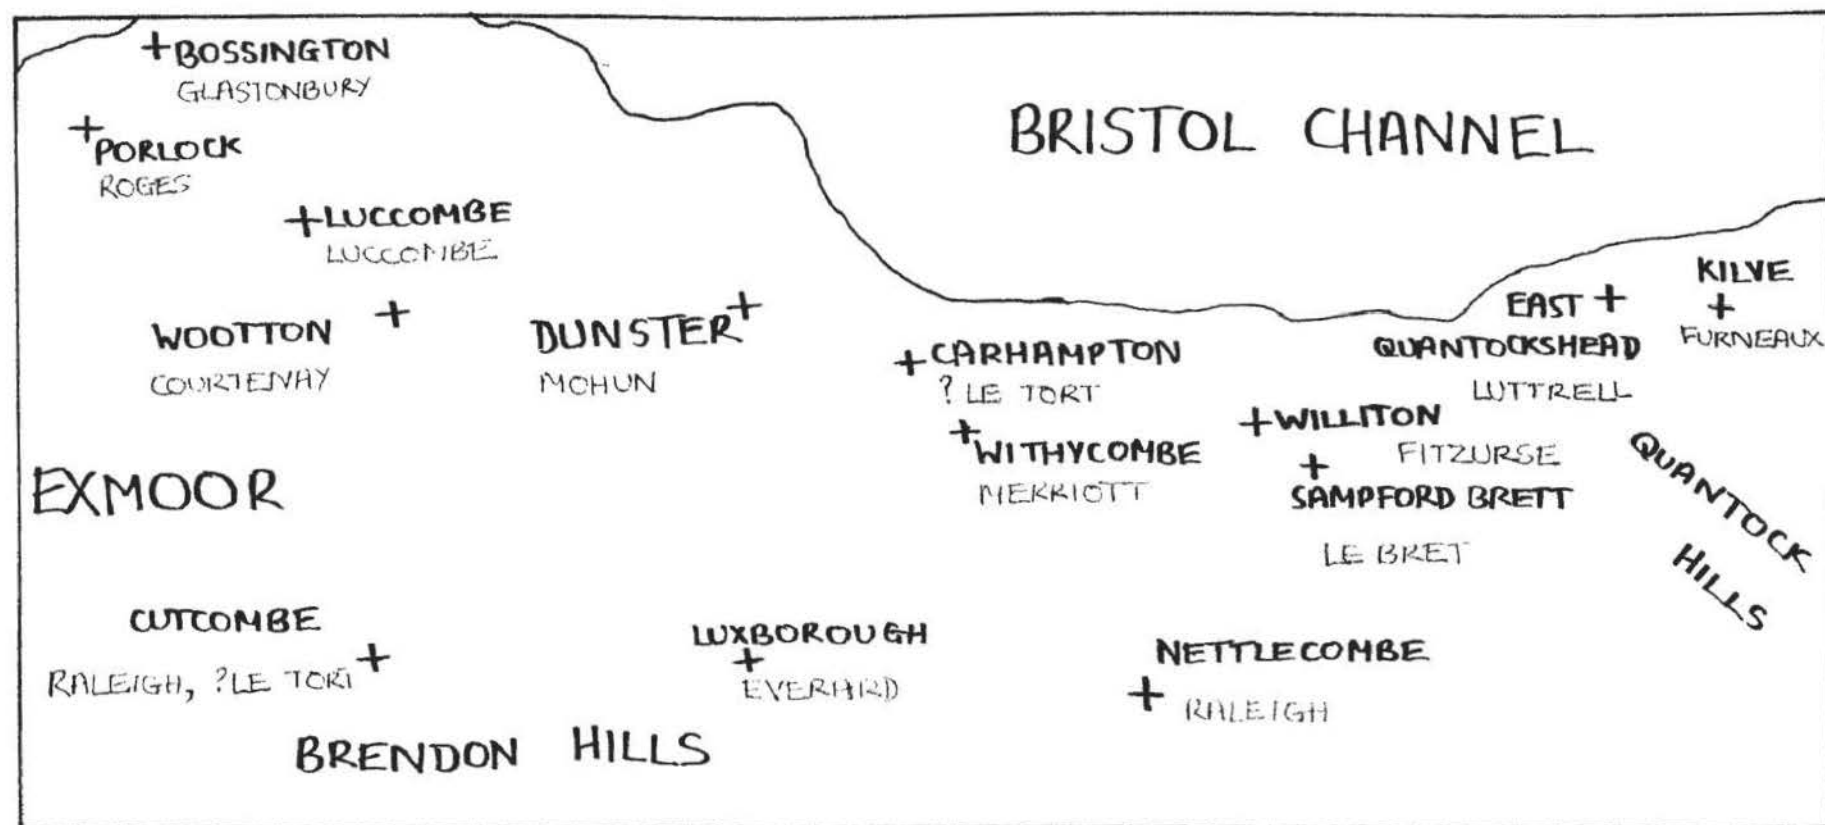 BOSSINGTON
GLASTONBURY
BRISTOL CHANNEL
PORLOCK
ROGES
LUCCOMBE
LUCCOMBE
WOOTTON
COURTENAY
DUNSTER
MOHUN
CARHAMPTON
? LE TORT
WITHYCOMBE
MERRIOTT
EAST
QUANTOCKSHEAD
LUTTRELL
KILVE
FURNEAUX
WILLITON
FITZURSE
SAMPFORD BRETT
LE BRET
QUANTOCK
HILLS
EXMOOR
CUTCOMBE
RALEIGH, ?LE TORT
LUXBOROUGH
EVERARD
NETTLECOMBE
RALEIGH
BRENDON HILLS